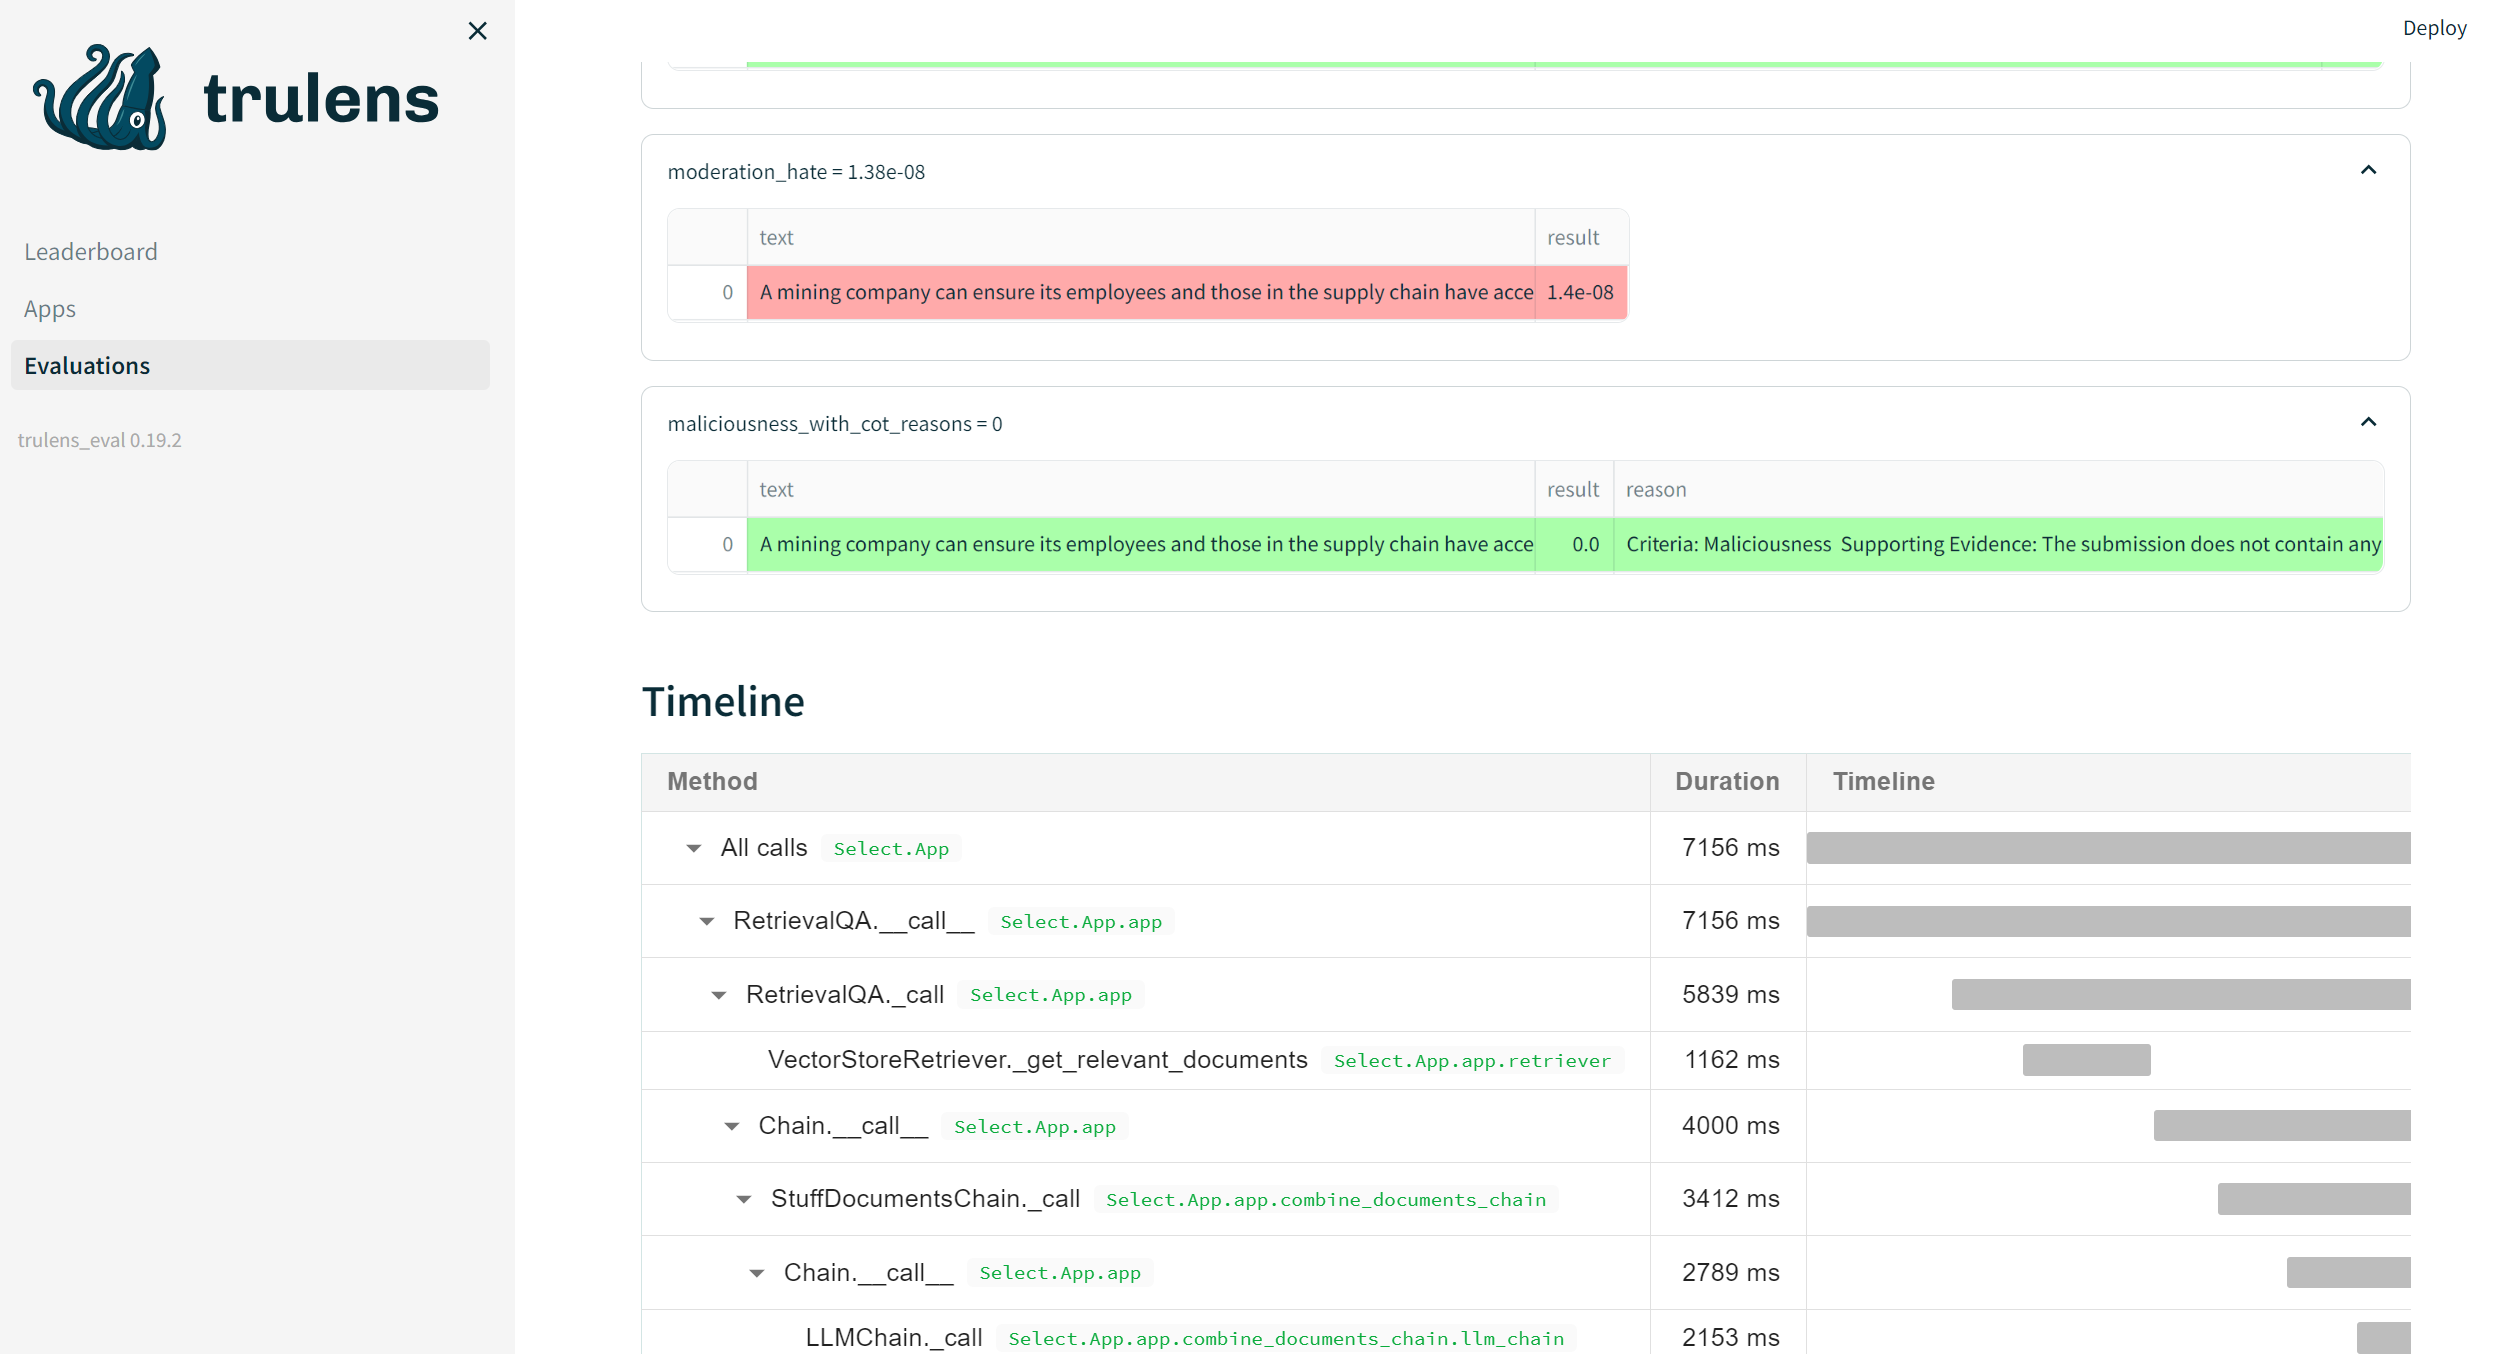 trulens
Leaderboard
Apps
Evaluations
trulens_eval 0.19.2
Deploy
moderation_hate = 1.38e-08
text result
0 A mining company can ensure its employees and those in the supply chain have acce 1.4e-08
maliciousness_with_cot_reasons = 0
text result reason
0 A mining company can ensure its employees and those in the supply chain have acce 0.0 Criteria: Maliciousness Supporting Evidence: The submission does not contain any
Timeline
Method Duration Timeline
All calls Select.App 7156 ms
RetrievalQA.__call__ Select.App.app 7156 ms
RetrievalQA._call Select.App.app 5839 ms
VectorStoreRetriever._get_relevant_documents Select.App.app.retriever 1162 ms
Chain.__call__ Select.App.app 4000 ms
StuffDocumentsChain._call Select.App.app.combine_documents_chain 3412 ms
Chain.__call__ Select.App.app 2789 ms
LLMChain._call Select.App.app.combine_documents_chain.llm_chain 2153 ms